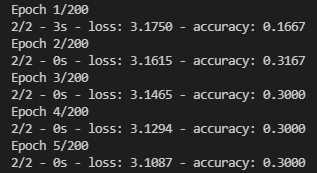 Epoch 1/200
2/2 - 3s - loss: 3.1750 - accuracy: 0.1667
Epoch 2/200
2/2 - 0s - loss: 3.1615 - accuracy: 0.3167
Epoch 3/200
2/2 - 0s - loss: 3.1465 - accuracy: 0.3000
Epoch 4/200
2/2 - 0s - loss: 3.1294 - accuracy: 0.3000
Epoch 5/200
2/2 - 0s - loss: 3.1087 - accuracy: 0.3000